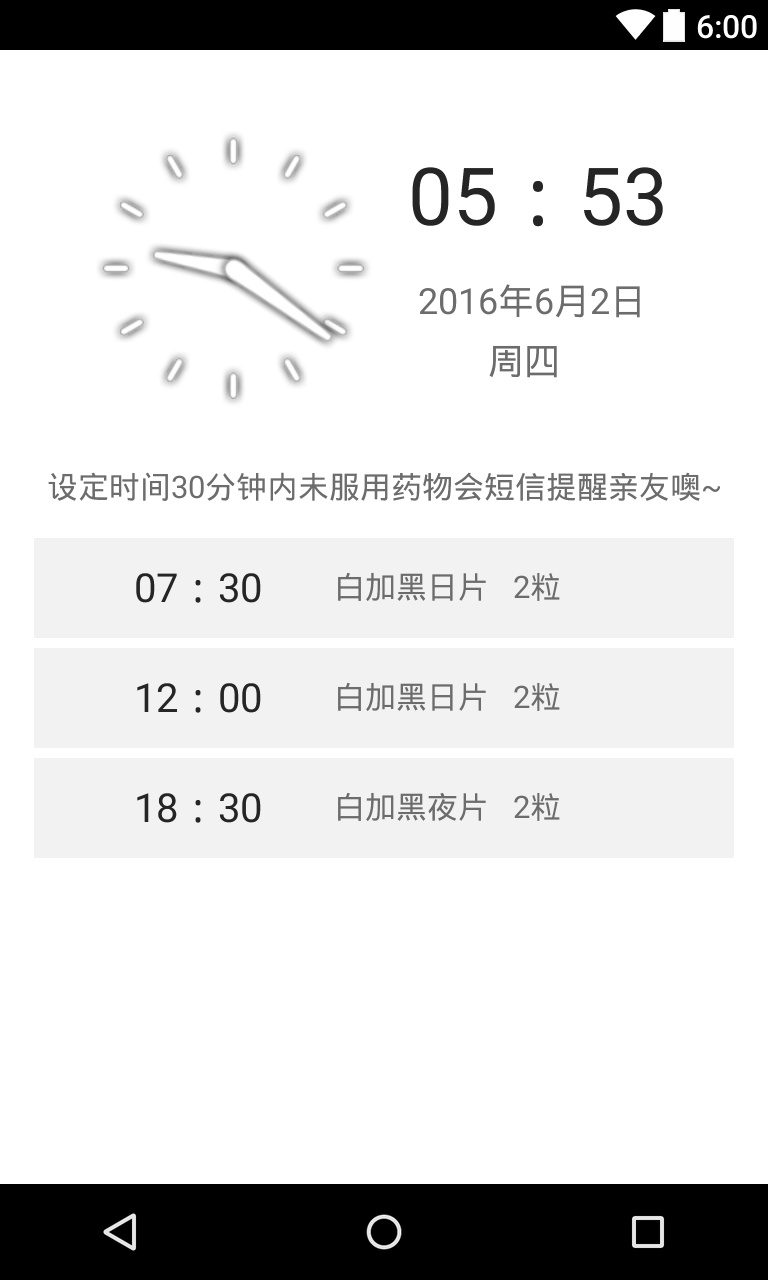 6:00
05 : 53
2016年6月2日
周四
设定时间30分钟内未服用药物会短信提醒亲友噢~
07 : 30 白加黑日片 2粒
12 : 00 白加黑日片 2粒
18 : 30 白加黑夜片 2粒